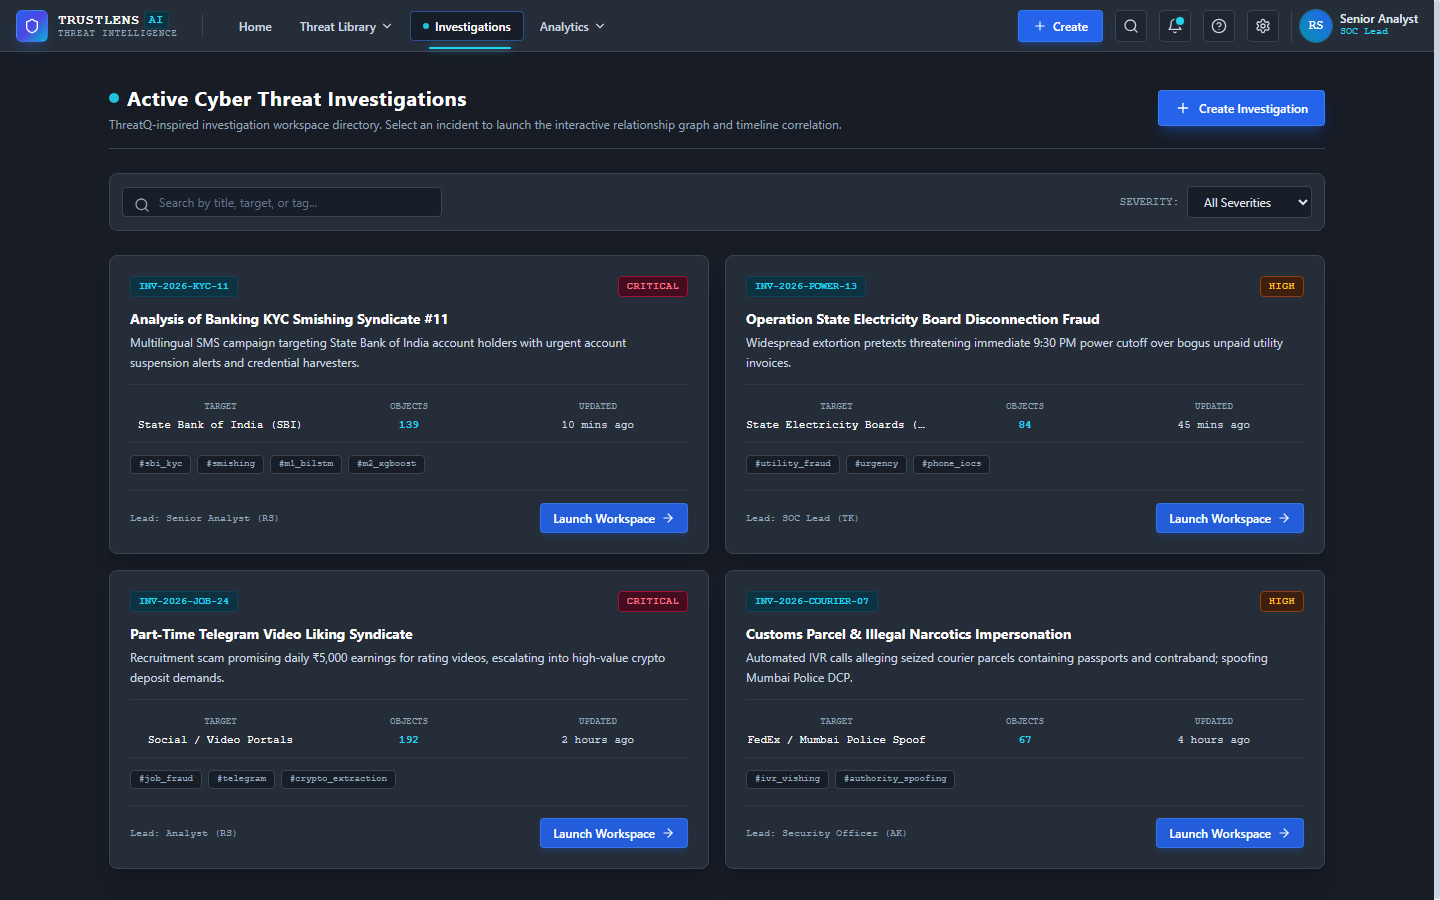 TRUSTLENS AI
THREAT INTELLIGENCE
Home
Threat Library
Investigations
Analytics
Create
RS
Senior Analyst
SOC Lead
Active Cyber Threat Investigations
ThreatQ-inspired investigation workspace directory. Select an incident to launch the interactive relationship graph and timeline correlation.
Create Investigation
Search by title, target, or tag...
SEVERITY:
All Severities
INV-2026-KYC-11
CRITICAL
Analysis of Banking KYC Smishing Syndicate #11
Multilingual SMS campaign targeting State Bank of India account holders with urgent account
suspension alerts and credential harvesters.
TARGET
OBJECTS
UPDATED
State Bank of India (SBI)
139
10 mins ago
#sbi_kyc
#smishing
#ml_bilstm
#m2_xgboost
Lead: Senior Analyst (RS)
Launch Workspace
INV-2026-POWER-13
HIGH
Operation State Electricity Board Disconnection Fraud
Widespread extortion pretexts threatening immediate 9:30 PM power cutoff over bogus unpaid utility
invoices.
TARGET
OBJECTS
UPDATED
State Electricity Boards (…
84
45 mins ago
#utility_fraud
#urgency
#phone_iocs
Lead: SOC Lead (TK)
Launch Workspace
INV-2026-JOB-24
CRITICAL
Part-Time Telegram Video Liking Syndicate
Recruitment scam promising daily ₹5,000 earnings for rating videos, escalating into high-value crypto
deposit demands.
TARGET
OBJECTS
UPDATED
Social / Video Portals
192
2 hours ago
#job_fraud
#telegram
#crypto_extraction
Lead: Analyst (RS)
Launch Workspace
INV-2026-COURIER-07
HIGH
Customs Parcel & Illegal Narcotics Impersonation
Automated IVR calls alleging seized courier parcels containing passports and contraband; spoofing
Mumbai Police DCP.
TARGET
OBJECTS
UPDATED
FedEx / Mumbai Police Spoof
67
4 hours ago
#ivr_vishing
#authority_spoofing
Lead: Security Officer (AK)
Launch Workspace